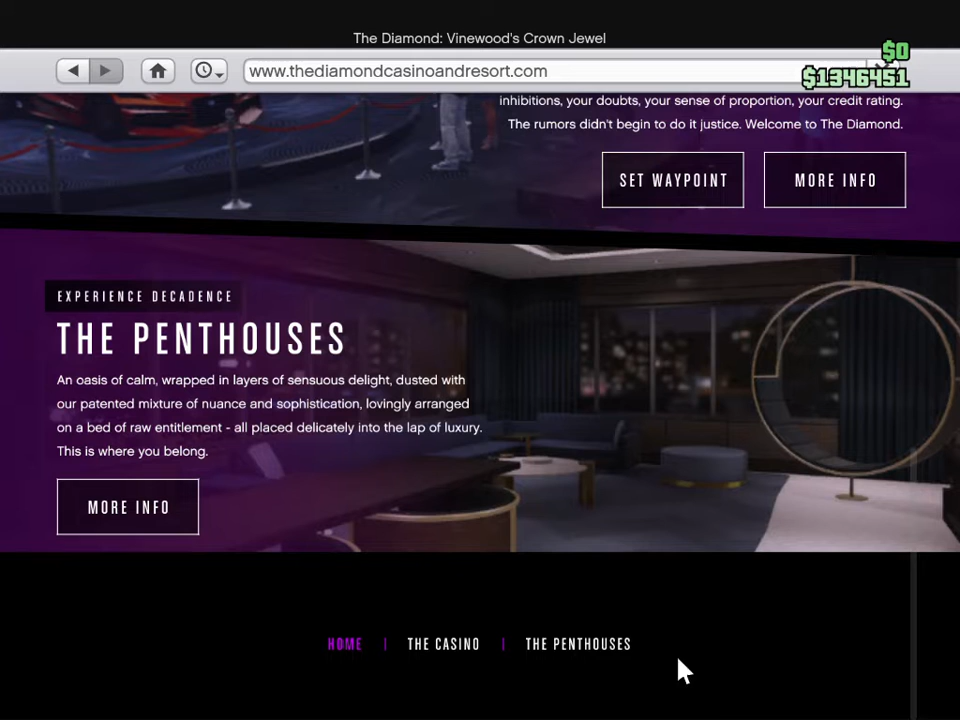 The Diamond: Vinewood's Crown Jewel
$0
www.thediamondcasinoandresort.com
$1346451
inhibitions, your doubts, your sense of proportion, your credit rating.
The rumors didn't begin to do it justice. Welcome to The Diamond.
SET WAYPOINT
MORE INFO
EXPERIENCE DECADENCE
THE PENTHOUSES
An oasis of calm, wrapped in layers of sensuous delight, dusted with
our patented mixture of nuance and sophistication, lovingly arranged
on a bed of raw entitlement - all placed delicately into the lap of luxury.
This is where you belong.
MORE INFO
HOME | THE CASINO | THE PENTHOUSES